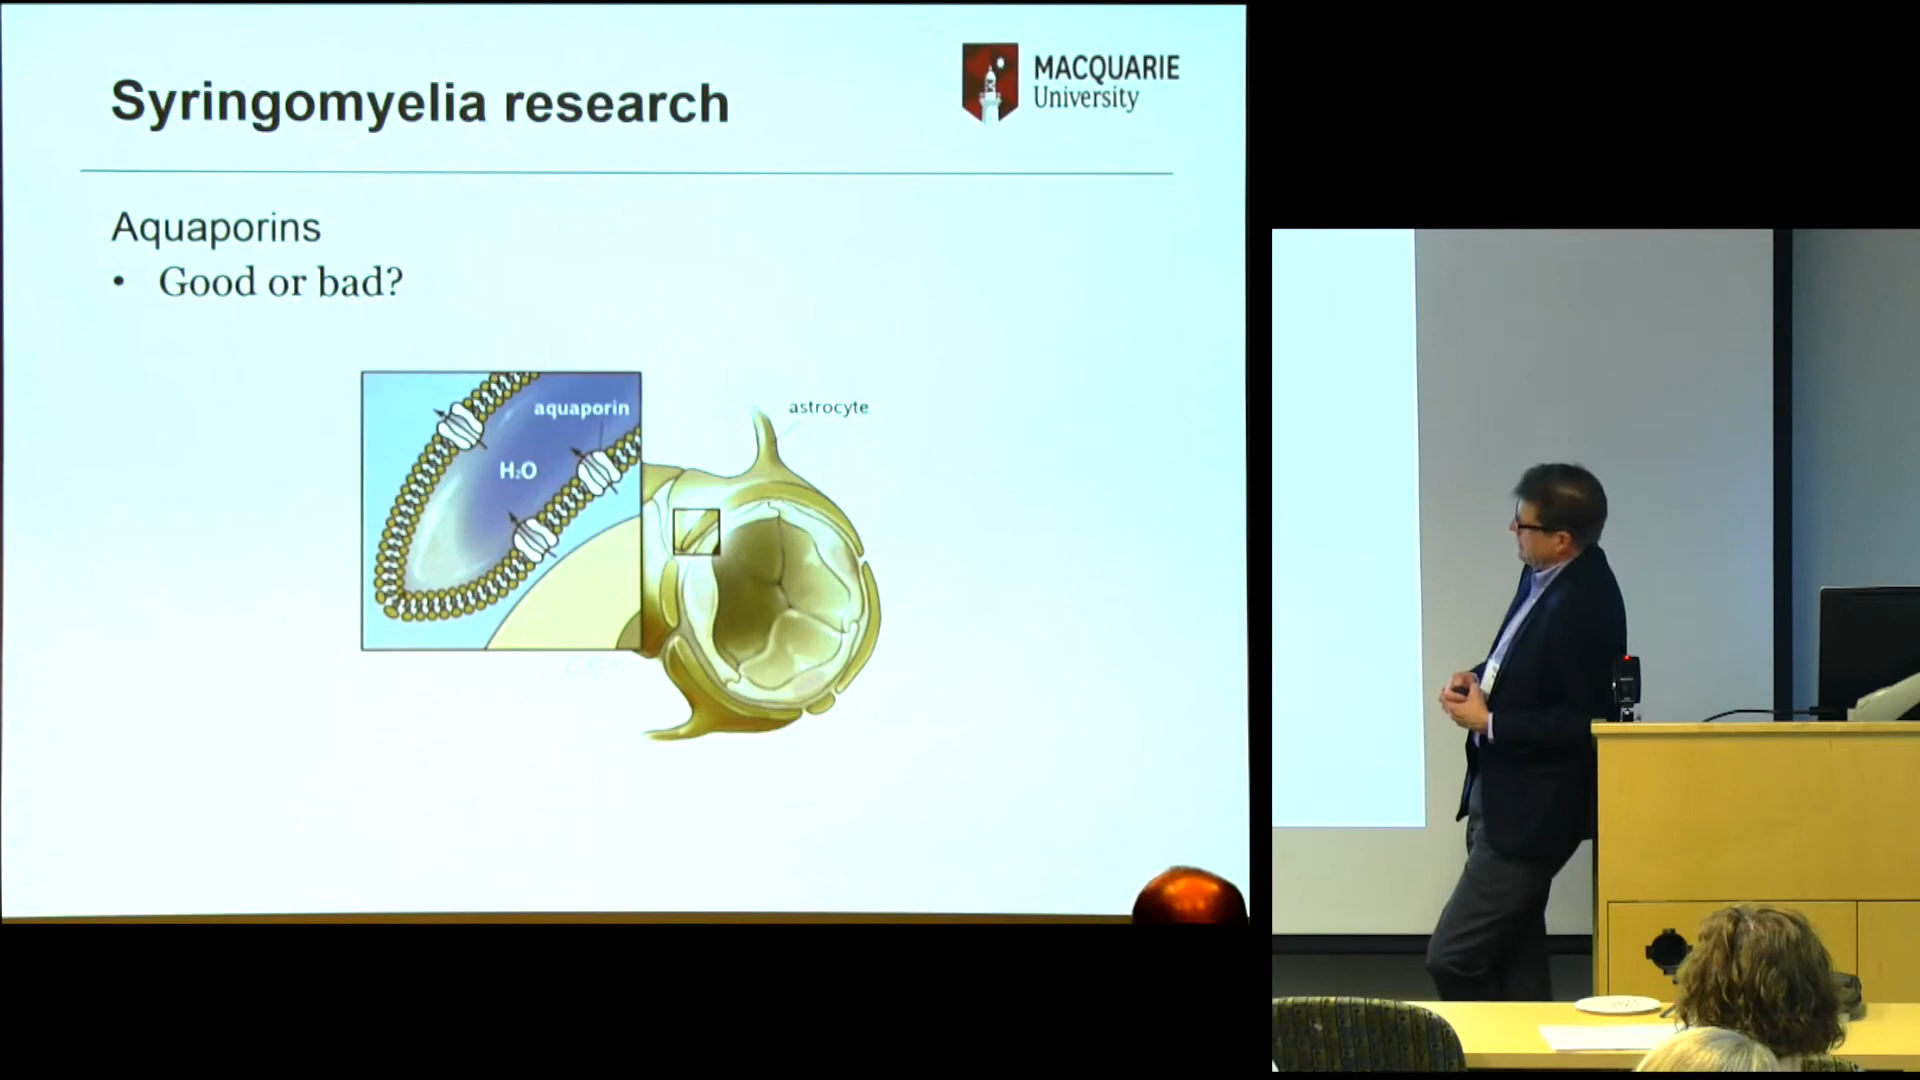 Syringomyelia research
MACQUARIE
University
Aquaporins
• Good or bad?
aquaporin
H₂O
astrocyte